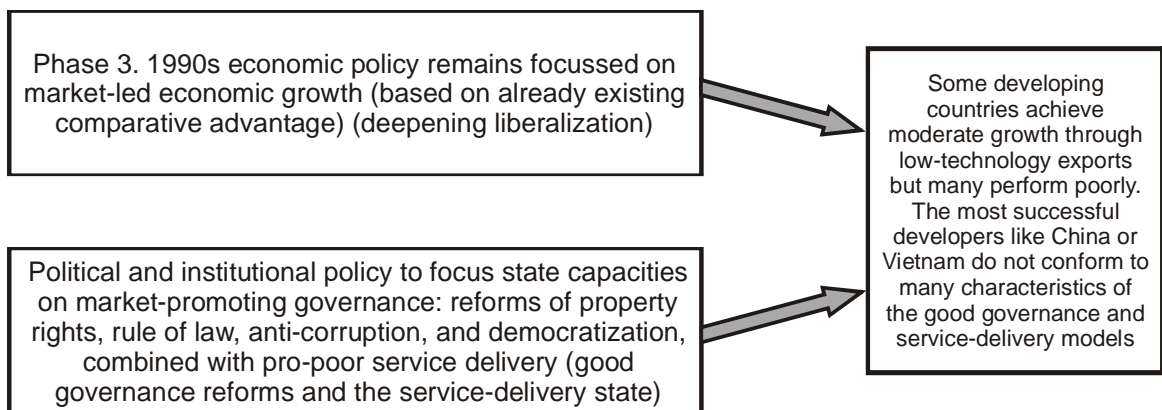 Phase 3. 1990s economic policy remains focussed on
market-led economic growth (based on already existing
comparative advantage) (deepening liberalization)
Political and institutional policy to focus state capacities
on market-promoting governance: reforms of property
rights, rule of law, anti-corruption, and democratization,
combined with pro-poor service delivery (good
governance reforms and the service-delivery state)
Some developing
countries achieve
moderate growth through
low-technology exports
but many perform poorly.
The most successful
developers like China or
Vietnam do not conform to
many characteristics of
the good governance and
service-delivery models